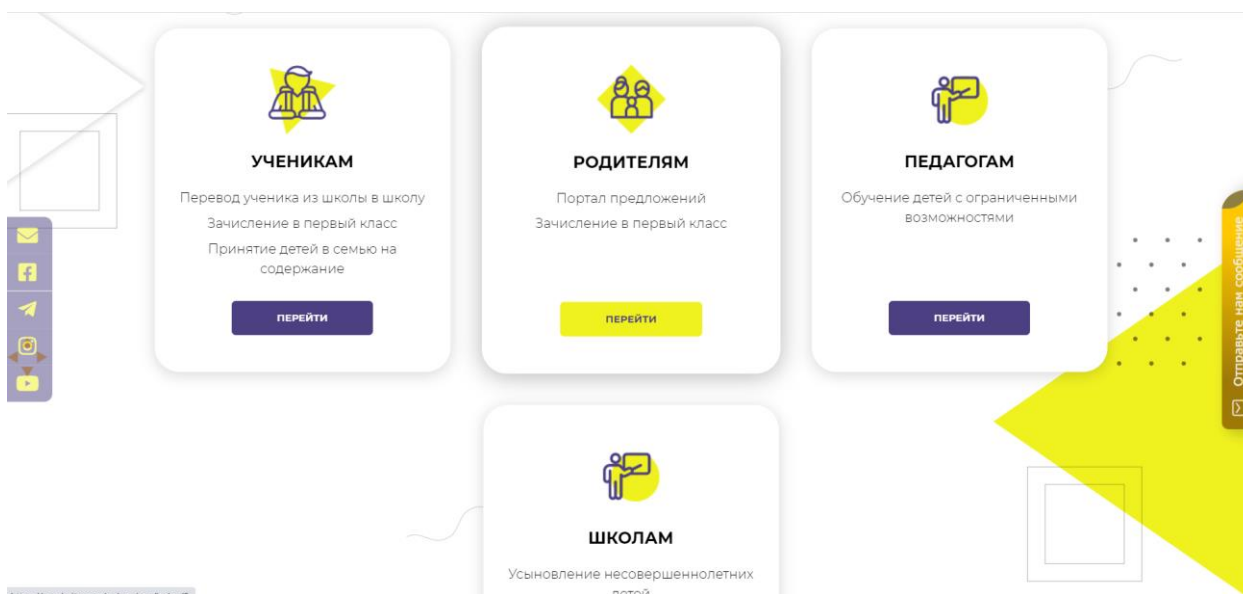 УЧЕНИКАМ
Перевод ученика из школы в школу
Зачисление в первый класс
Принятие детей в семью на
содержание
ПЕРЕЙТИ
РОДИТЕЛЯМ
Портал предложений
Зачисление в первый класс
ПЕРЕЙТИ
ПЕДАГОГАМ
Обучение детей с ограниченными
возможностями
ПЕРЕЙТИ
ШКОЛАМ
Усыновление несовершеннолетних
детей
Отправьте нам сообщение